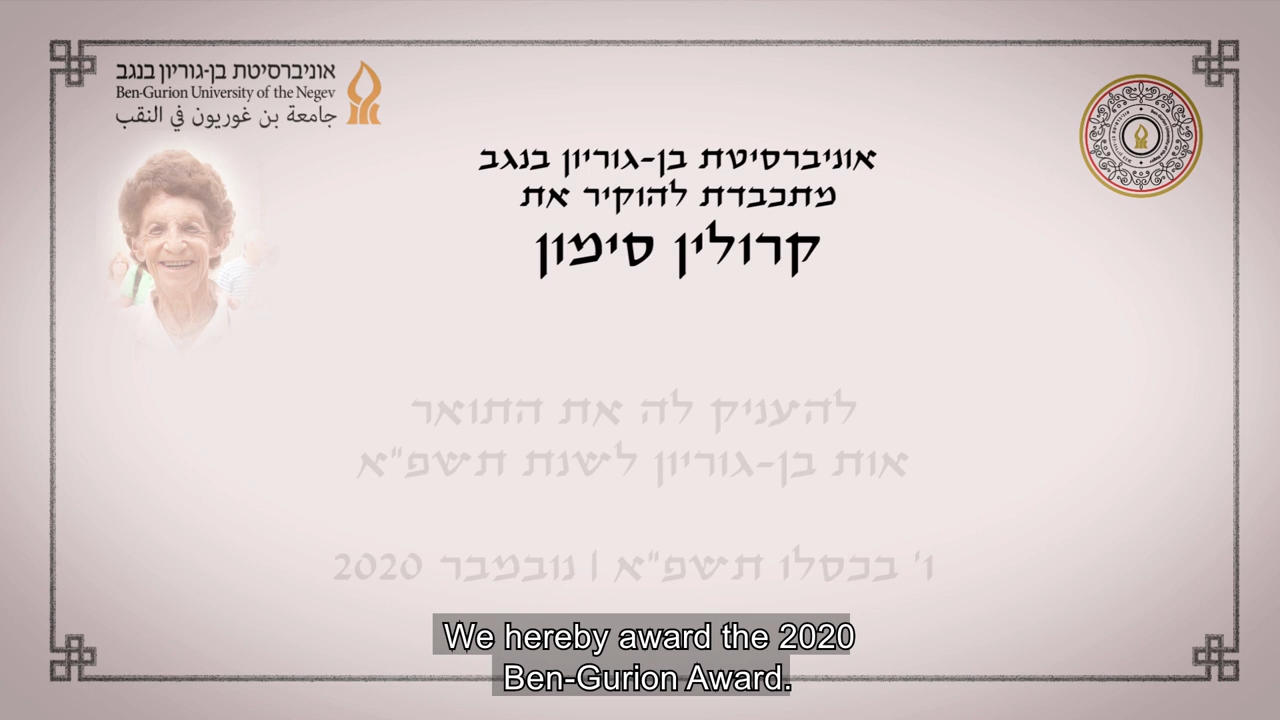 אוניברסיטת בן-גוריון בנגב
Ben-Gurion University of the Negev
جامعة بن غوريون في النقب
אוניברסיטת בן-גוריון בנגב
מתכבדת להוקיר את
קרולין סימון
להעניק לה את התואר
אות בן-גוריון לשנת תשפ"א
ו' בכסלו תשפ"א | נובמבר 2020
We hereby award the 2020
Ben-Gurion Award.